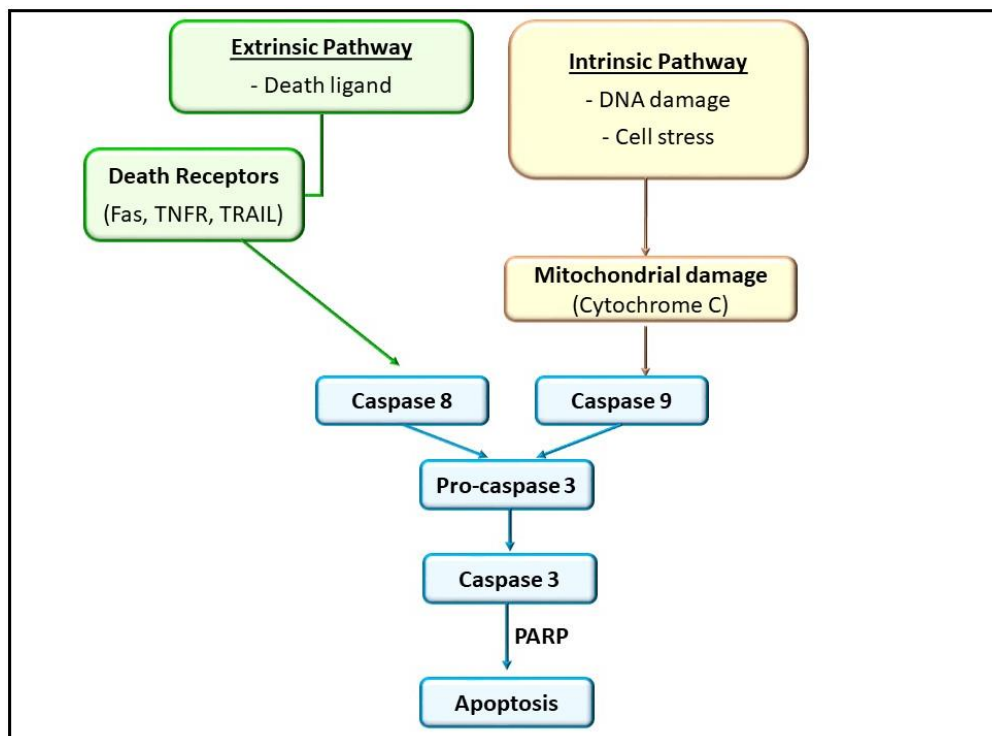 Extrinsic Pathway
- Death ligand
Intrinsic Pathway
- DNA damage
- Cell stress
Death Receptors
(Fas, TNFR, TRAIL)
Mitochondrial damage
(Cytochrome C)
Caspase 8
Caspase 9
Pro-caspase 3
Caspase 3
PARP
Apoptosis